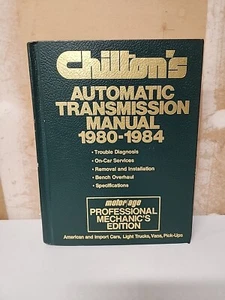 Chilton's
AUTOMATIC
TRANSMISSION
MANUAL
1980-1984
• Trouble Diagnosis
• On-Car Services
• Removal and Installation
• Bench Overhaul
• Specifications
motor/age
PROFESSIONAL
MECHANIC'S
EDITION
American and Import Cars, Light Trucks, Vans, Pick-Ups